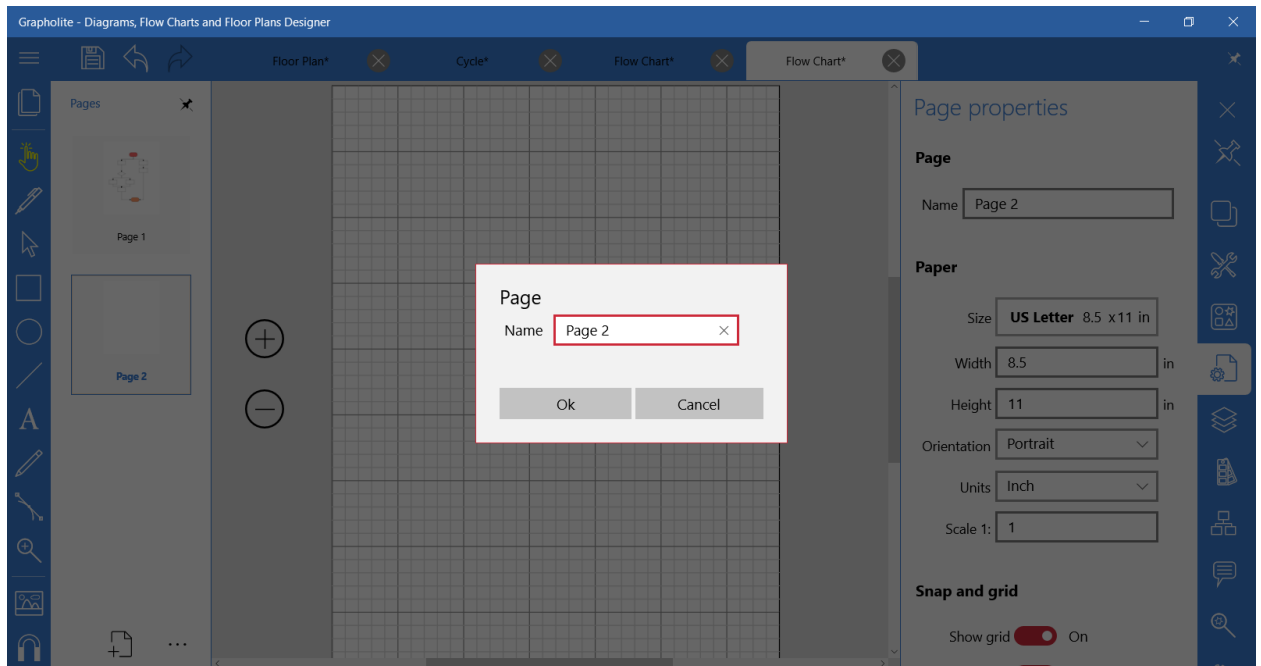 Grapholite - Diagrams, Flow Charts and Floor Plans Designer
Floor Plan*
Cycle*
Flow Chart*
Flow Chart*
Pages
Page 1
Page 2
Page
Name Page 2
Ok Cancel
Page properties
Page
Name Page 2
Paper
Size US Letter 8.5 x 11 in
Width 8.5 in
Height 11 in
Orientation Portrait
Units Inch
Scale 1: 1
Snap and grid
Show grid On
A